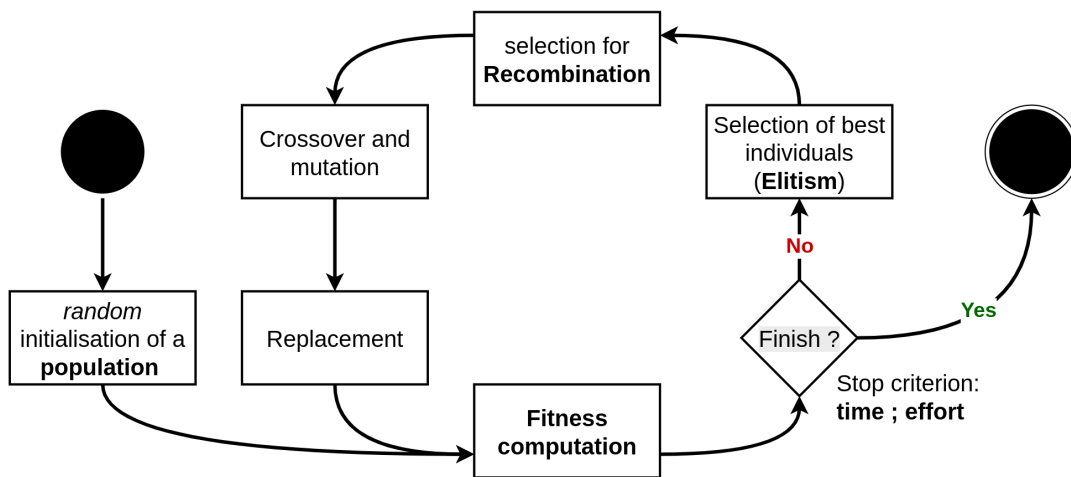 selection for
Recombination
Crossover and
mutation
Selection of best
individuals
(Elitism)
No
random
initialisation of a
population
Replacement
Finish ?
Yes
Stop criterion:
time ; effort
Fitness
computation